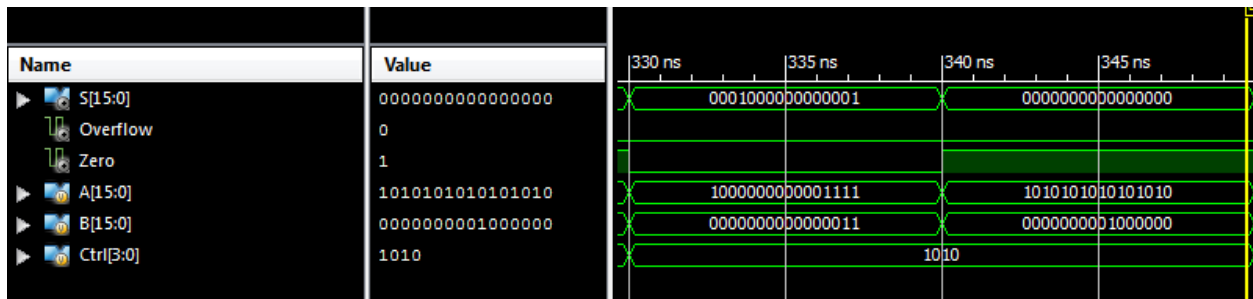 Name Value 330 ns 335 ns 340 ns 345 ns
S[15:0] 0000000000000000 0001000000000001 0000000000000000
Overflow 0
Zero 1
A[15:0] 1010101010101010 1000000000001111 1010101010101010
B[15:0] 0000000001000000 0000000000000011 0000000001000000
Ctrl[3:0] 1010 1010